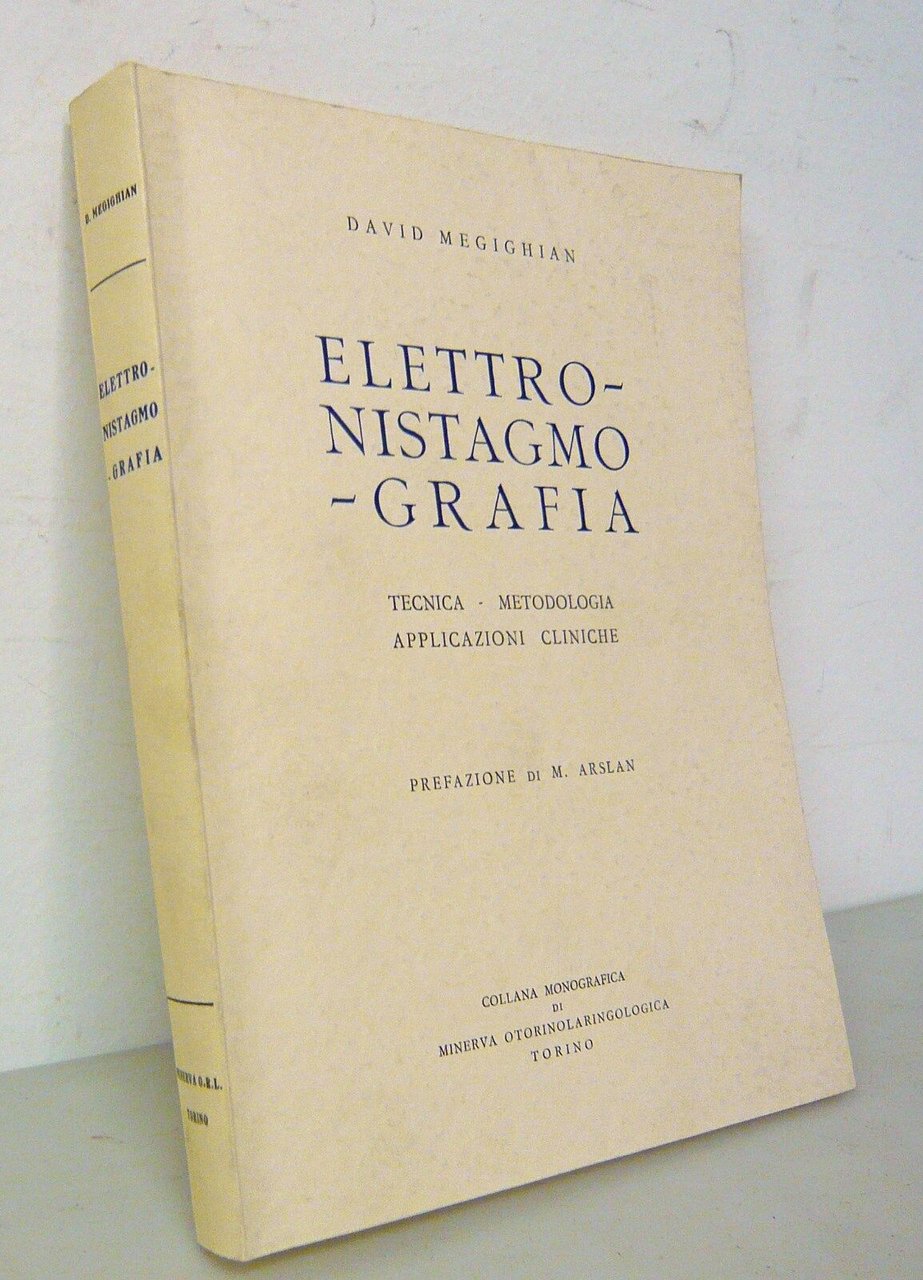 D. MEGIGHIAN
ELETTRO-
NISTAGMO
-GRAFIA
MINERVA O.R.L.
TORINO
DAVID MEGIGHIAN
ELETTRO-
NISTAGMO
-GRAFIA
TECNICA - METODOLOGIA
APPLICAZIONI CLINICHE
PREFAZIONE DI M. ARSLAN
COLLANA MONOGRAFICA
DI
MINERVA OTORINOLARINGOLOGICA
TORINO